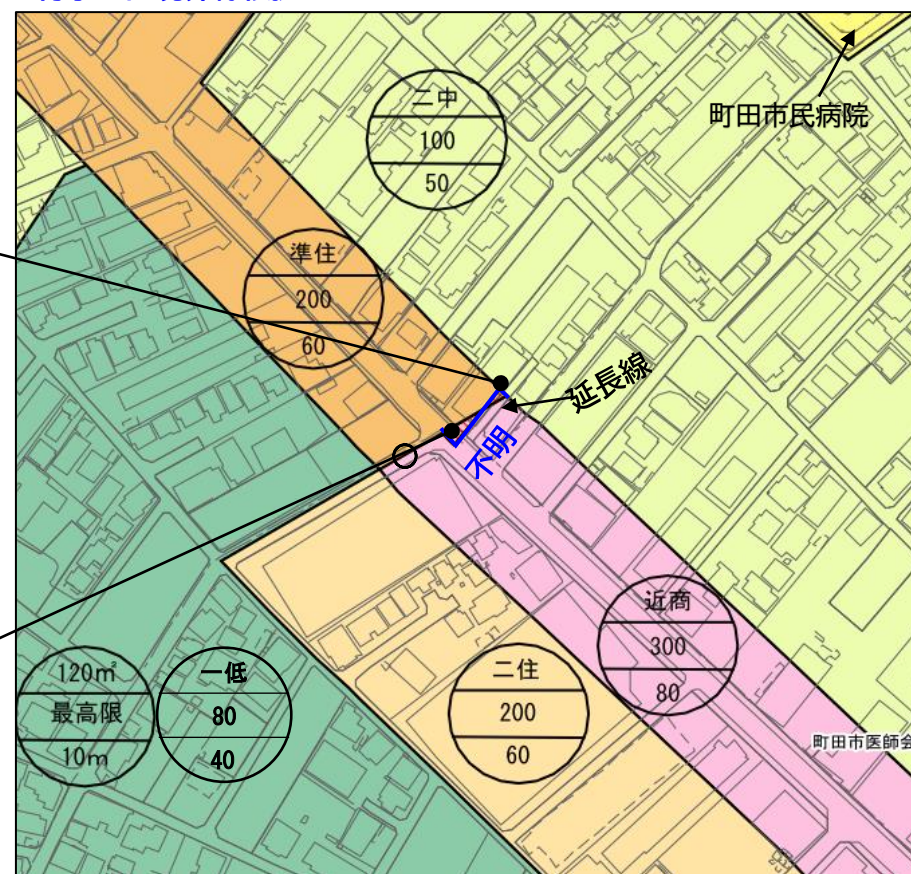 町田市民病院
二中
100
50
準住
200
60
延長線
不明
近商
300
80
二住
200
60
120㎡
最高限
10m
一低
80
40
町田市医師会